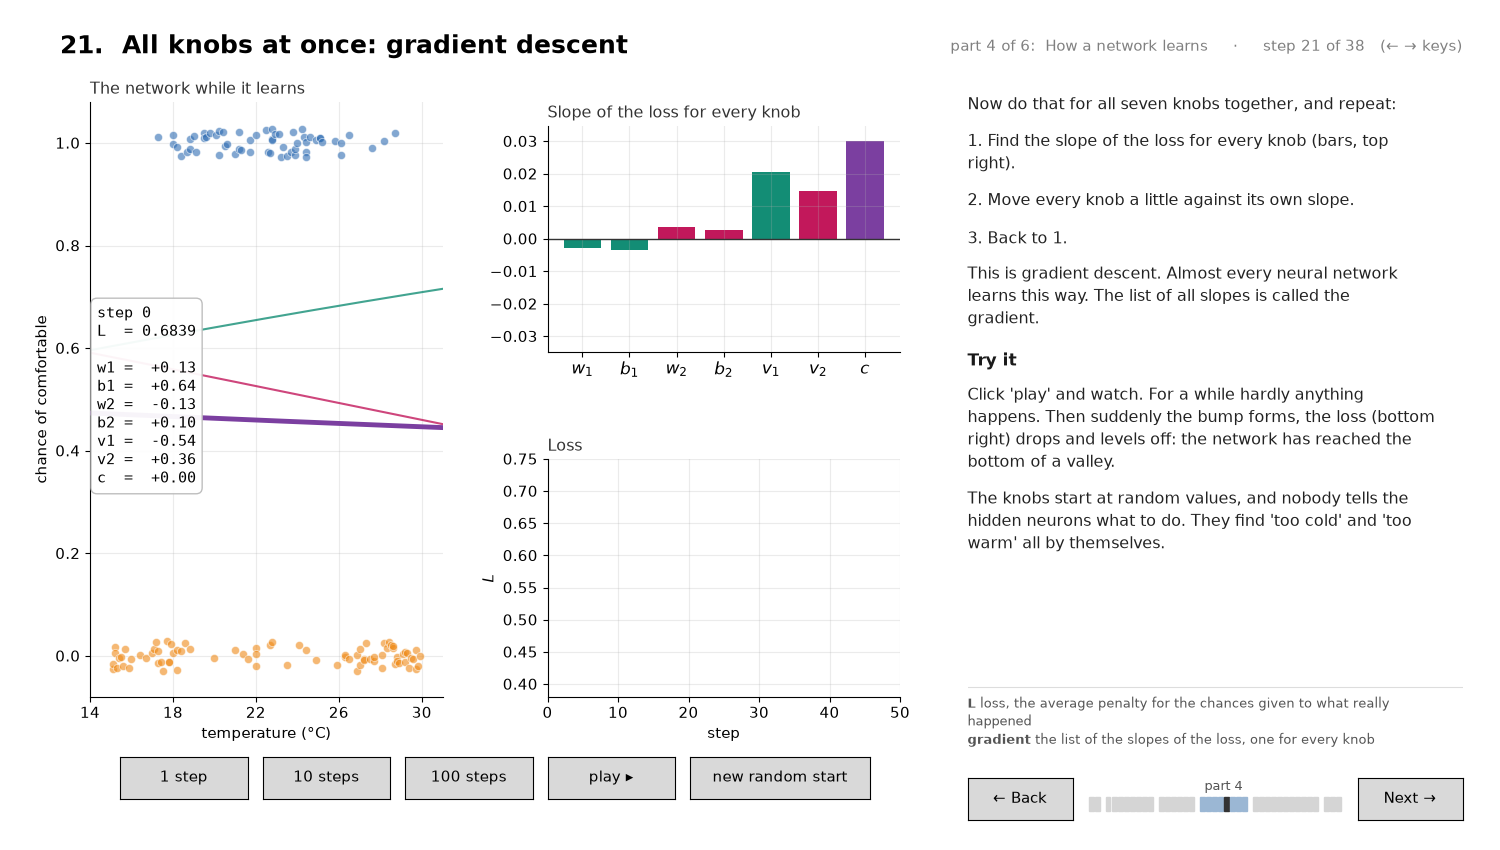 21.  All knobs at once: gradient descent
part 4 of 6:  How a network learns  ·  step 21 of 38  (← → keys)
The network while it learns
chance of comfortable
1.0
0.8
0.6
0.4
0.2
0.0
step 0
L  = 0.6839
w1 =  +0.13
b1 =  +0.64
w2 =  -0.13
b2 =  +0.10
v1 =  -0.54
v2 =  +0.36
c  =  +0.00
14 18 22 26 30
temperature (°C)
Slope of the loss for every knob
0.03
0.02
0.01
0.00
−0.01
−0.02
−0.03
w₁ b₁ w₂ b₂ v₁ v₂ c
Loss
L
0.75
0.70
0.65
0.60
0.55
0.50
0.45
0.40
0 10 20 30 40 50
step
1 step
10 steps
100 steps
play ▸
new random start
Now do that for all seven knobs together, and repeat:
1. Find the slope of the loss for every knob (bars, top
right).
2. Move every knob a little against its own slope.
3. Back to 1.
This is gradient descent. Almost every neural network
learns this way. The list of all slopes is called the
gradient.
Try it
Click 'play' and watch. For a while hardly anything
happens. Then suddenly the bump forms, the loss (bottom
right) drops and levels off: the network has reached the
bottom of a valley.
The knobs start at random values, and nobody tells the
hidden neurons what to do. They find 'too cold' and 'too
warm' all by themselves.
L loss, the average penalty for the chances given to what really
happened
gradient the list of the slopes of the loss, one for every knob
← Back
part 4
Next →